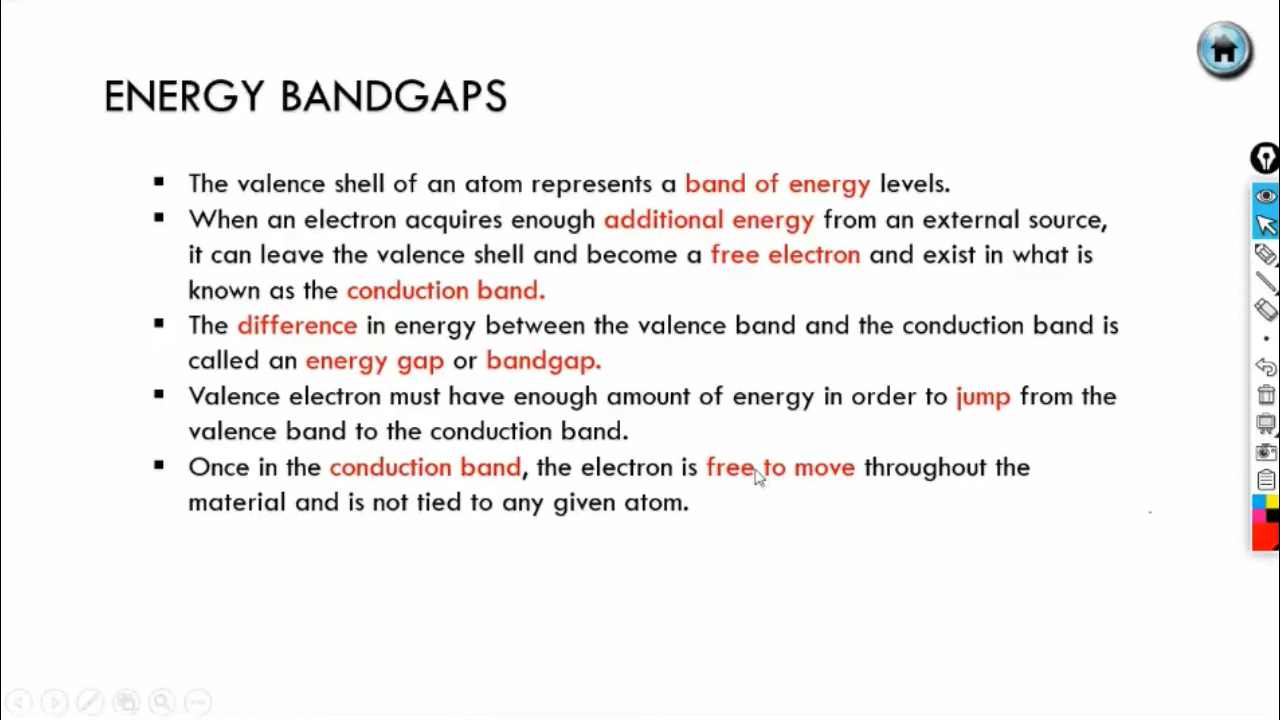 ENERGY BANDGAPS
▪ The valence shell of an atom represents a band of energy levels.
▪ When an electron acquires enough additional energy from an external source,
it can leave the valence shell and become a free electron and exist in what is
known as the conduction band.
▪ The difference in energy between the valence band and the conduction band is
called an energy gap or bandgap.
▪ Valence electron must have enough amount of energy in order to jump from the
valence band to the conduction band.
▪ Once in the conduction band, the electron is free to move throughout the
material and is not tied to any given atom.